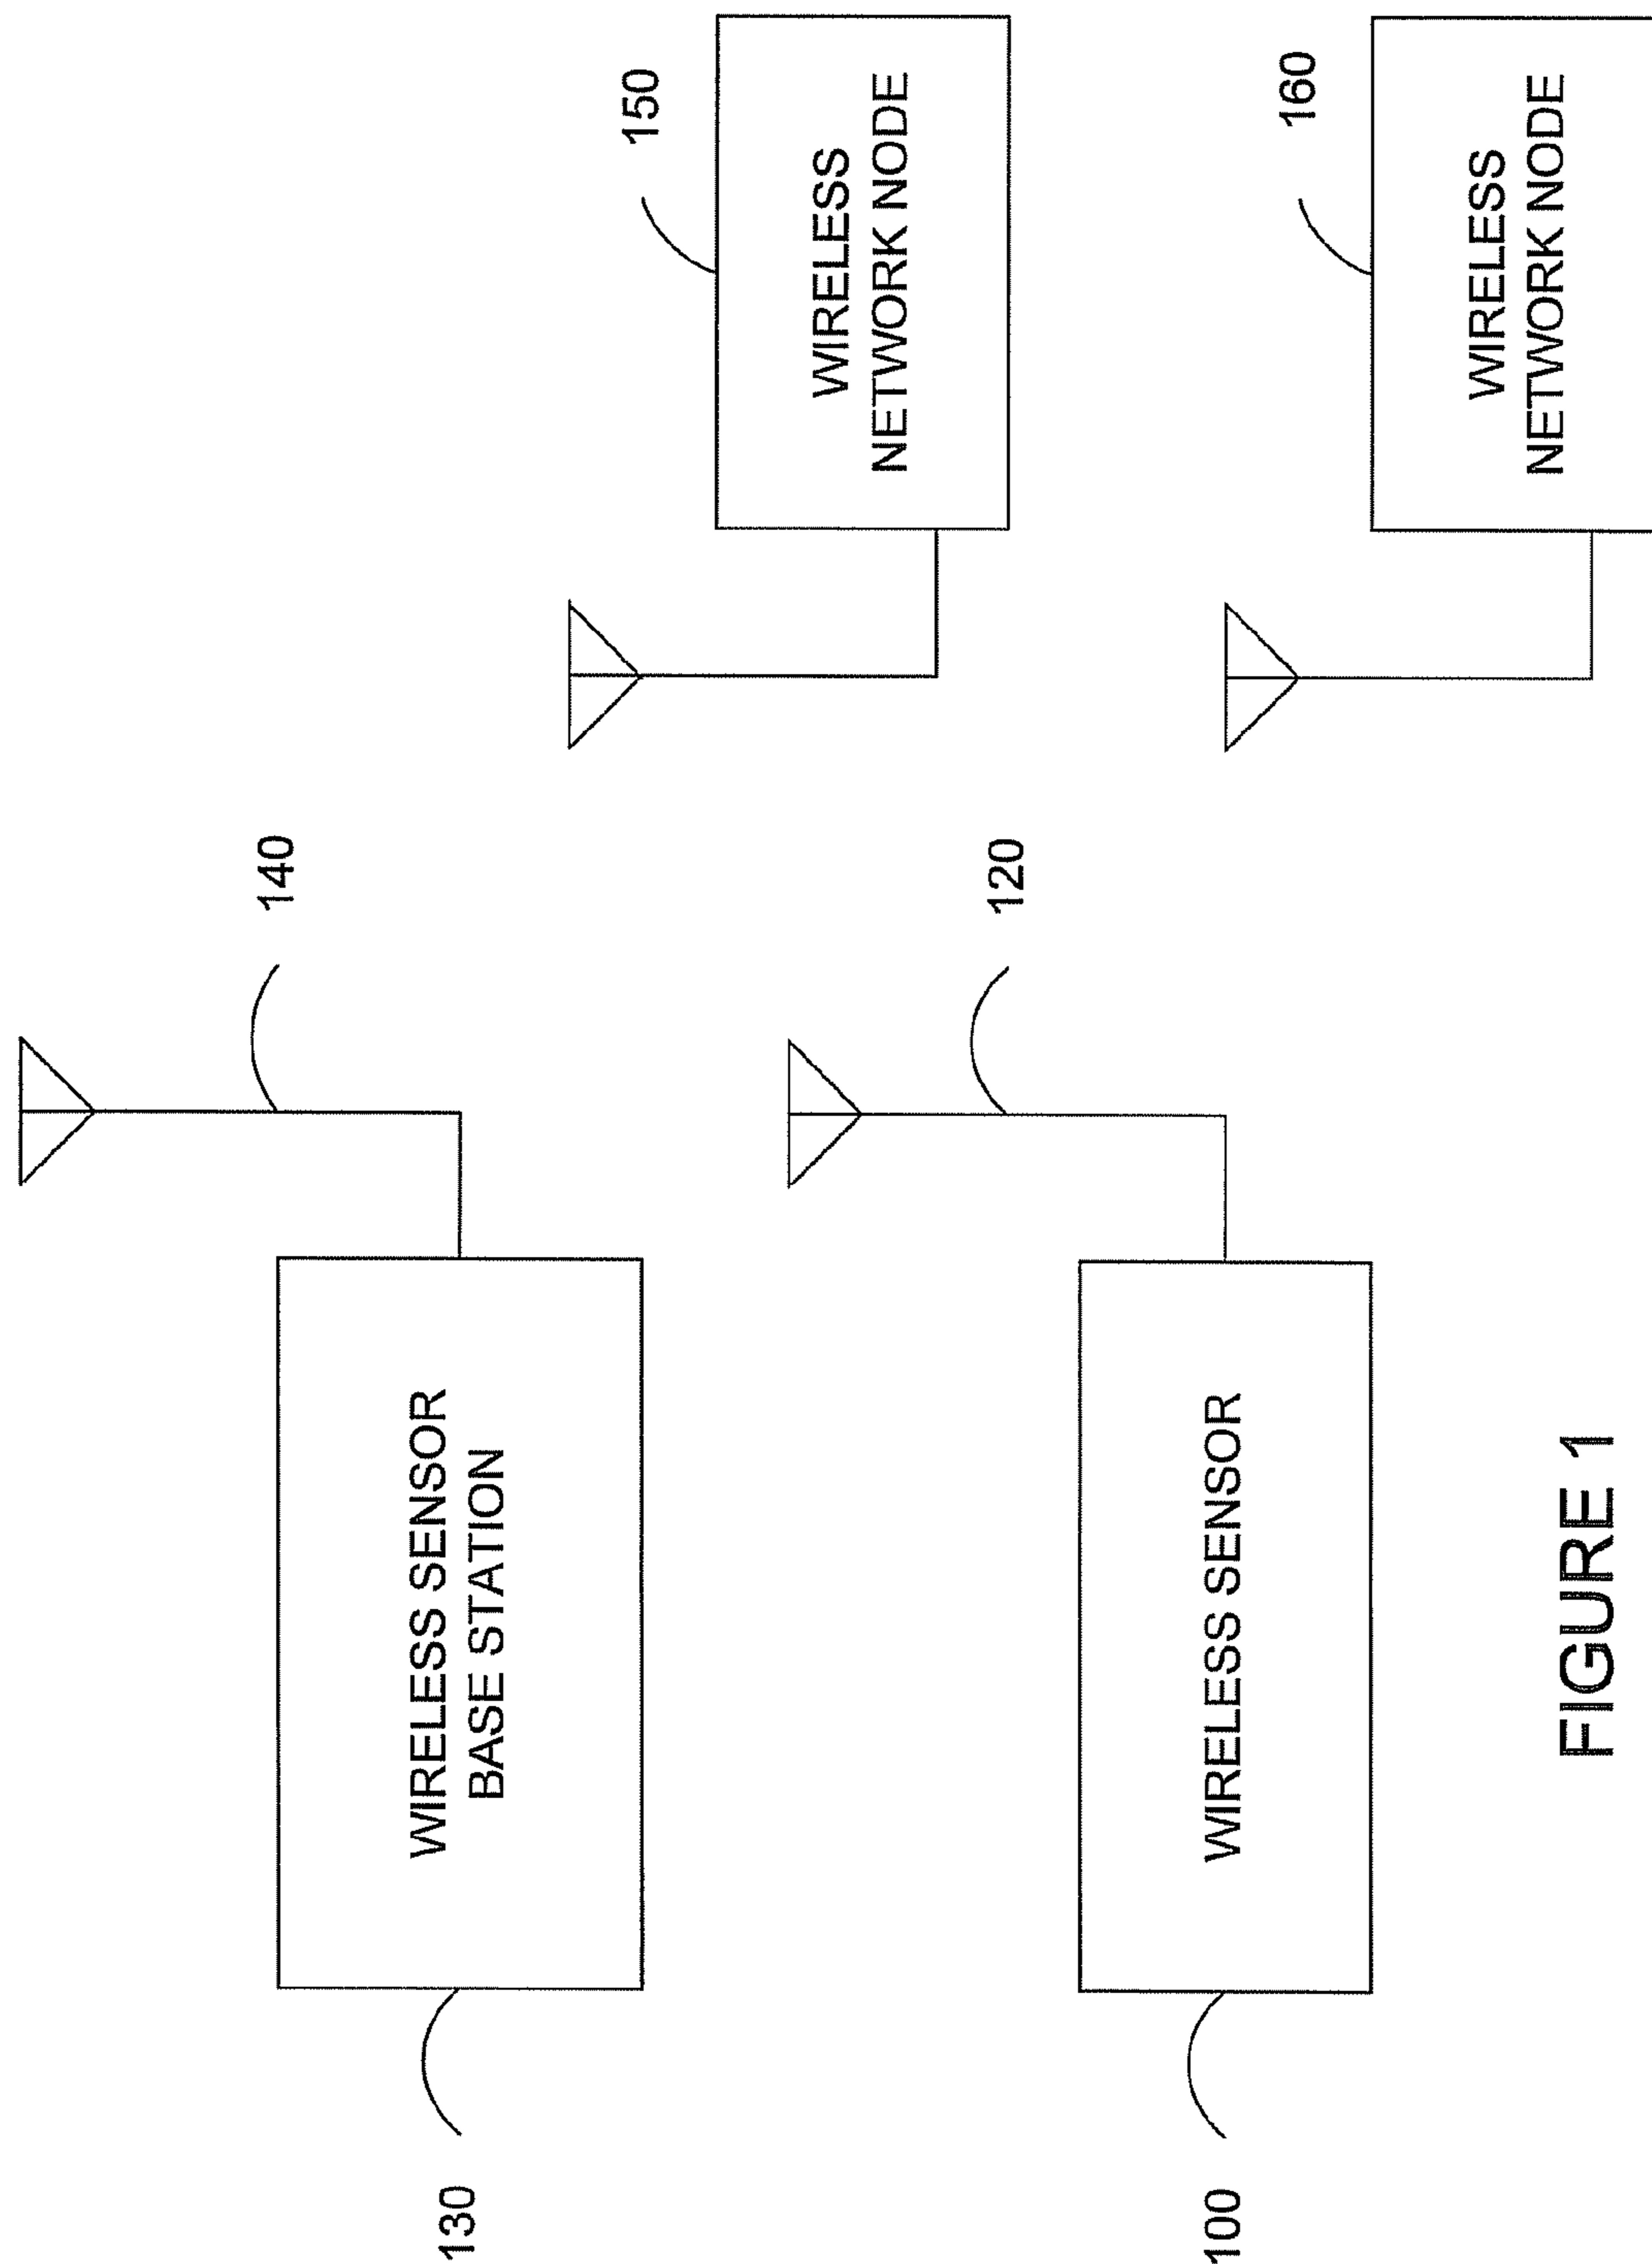 140
130
WIRELESS SENSOR
BASE STATION
150
WIRELESS
NETWORK NODE
120
100
WIRELESS SENSOR
160
WIRELESS
NETWORK NODE
FIGURE 1